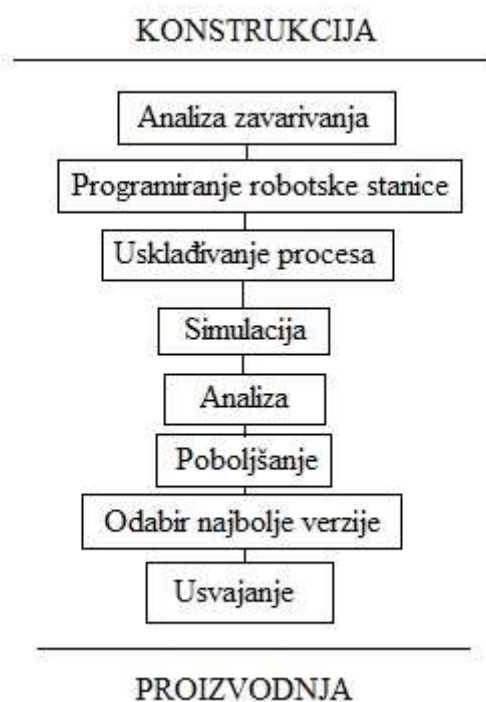 KONSTRUKCIJA
Analiza zavarivanja
Programiranje robotske stanice
Usklađivanje procesa
Simulacija
Analiza
Poboljšanje
Odabir najbolje verzije
Usvajanje
PROIZVODNJA